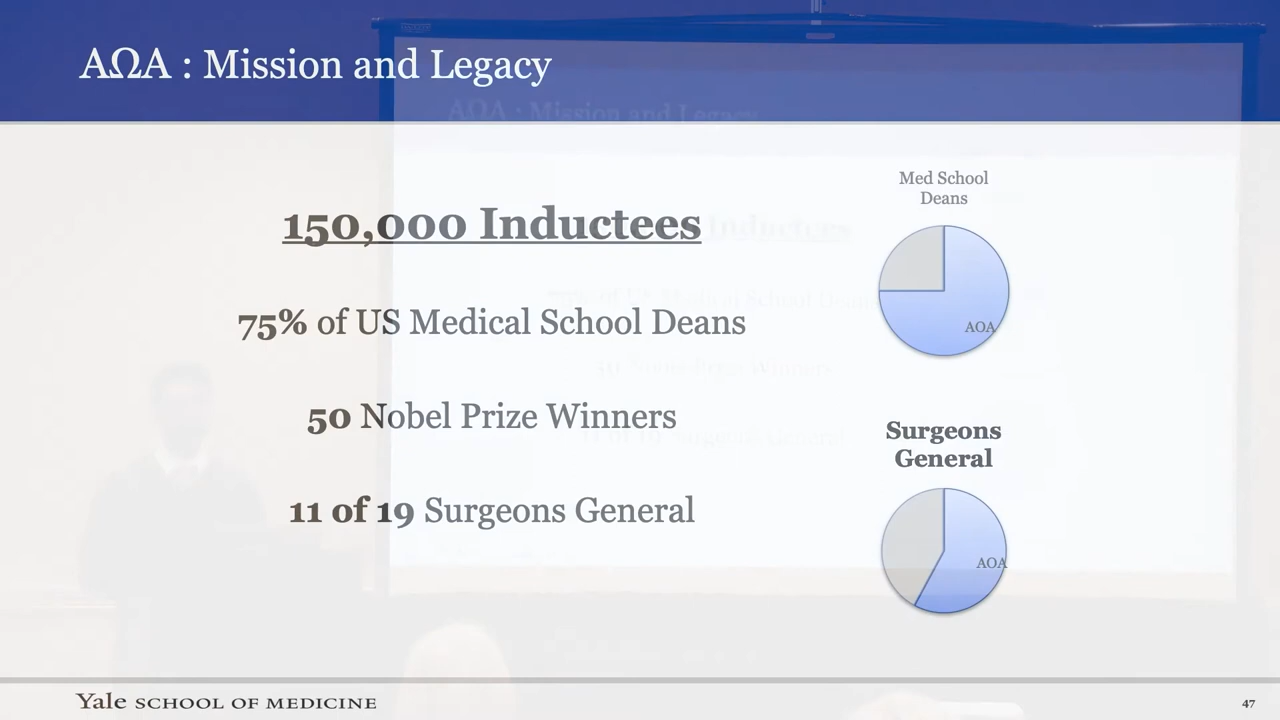 ΑΩΑ : Mission and Legacy
150,000 Inductees
75% of US Medical School Deans
50 Nobel Prize Winners
11 of 19 Surgeons General
Med School
Deans
AOA
Surgeons
General
AOA
Yale SCHOOL OF MEDICINE
47